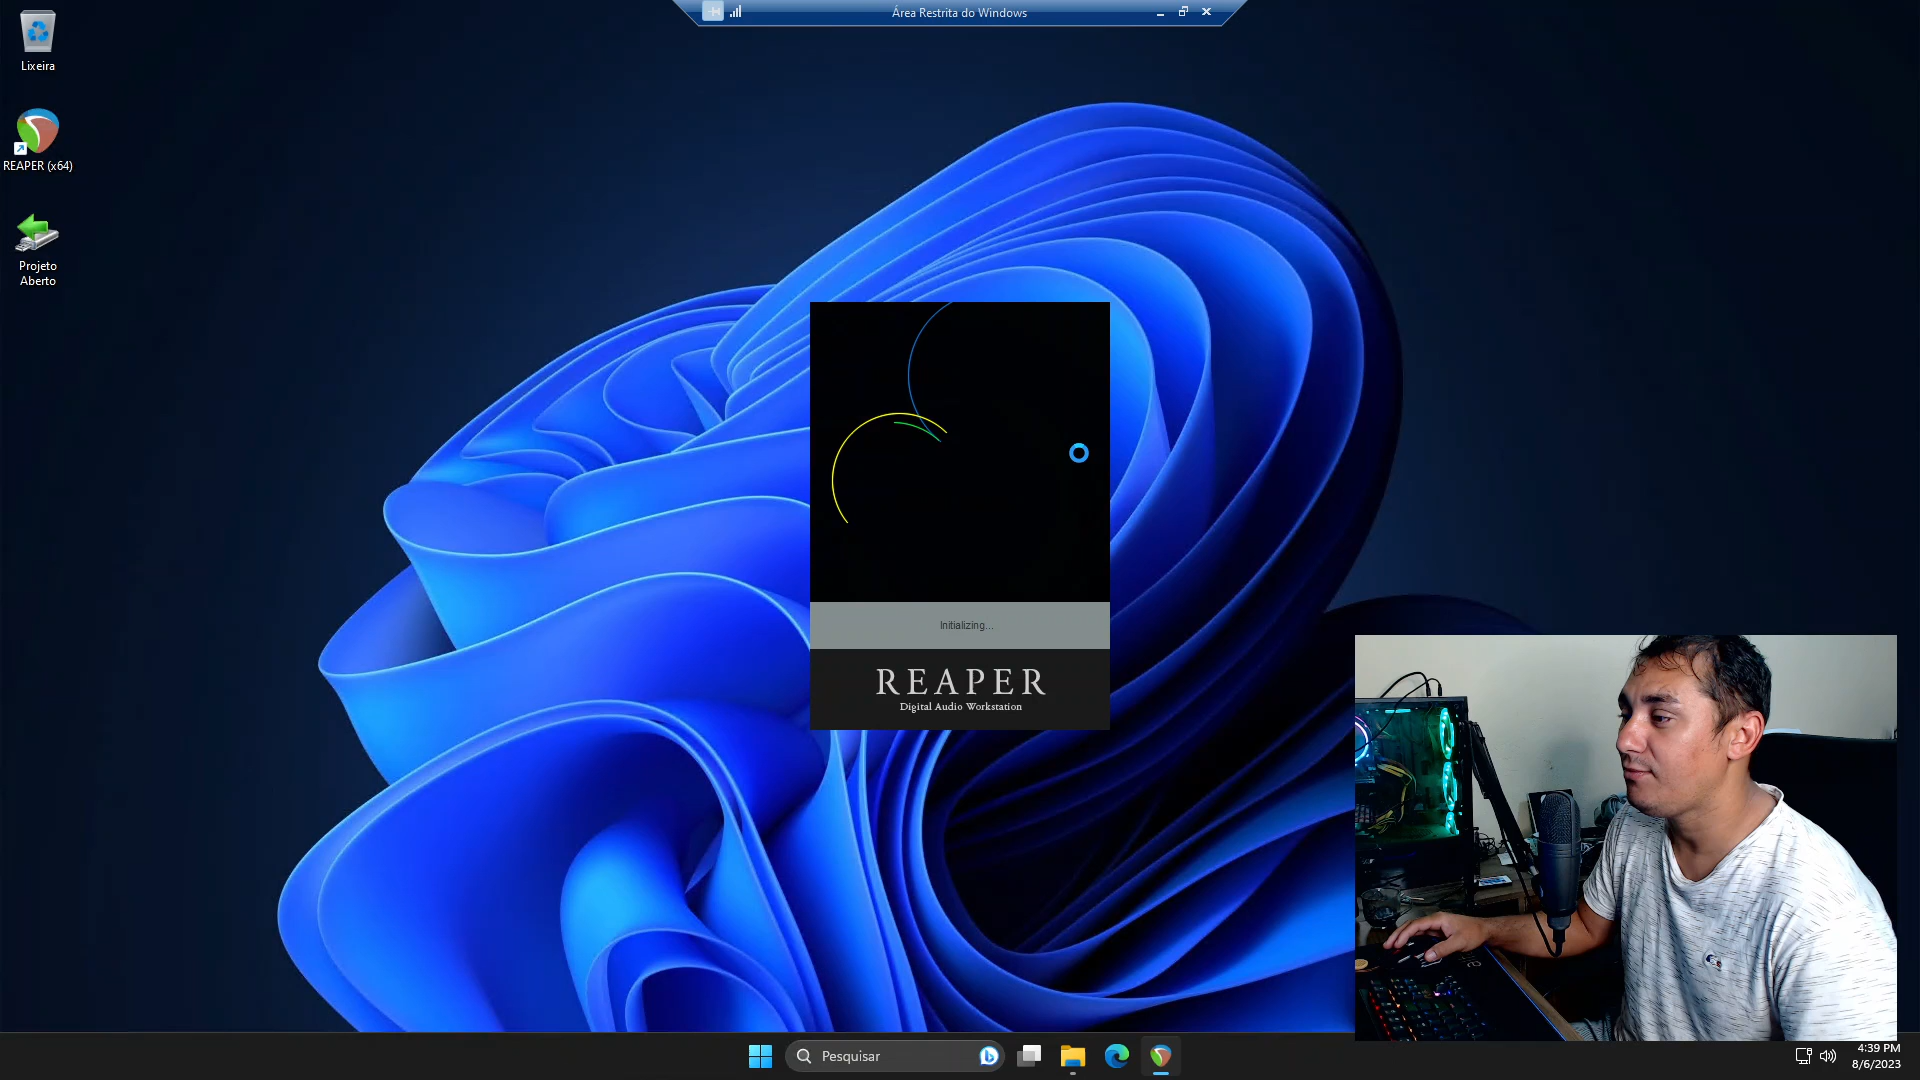 Área Restrita do Windows
Lixeira
REAPER (x64)
Projeto
Aberto
Initializing...
REAPER
Digital Audio Workstation
Pesquisar
4:39 PM
8/6/2023